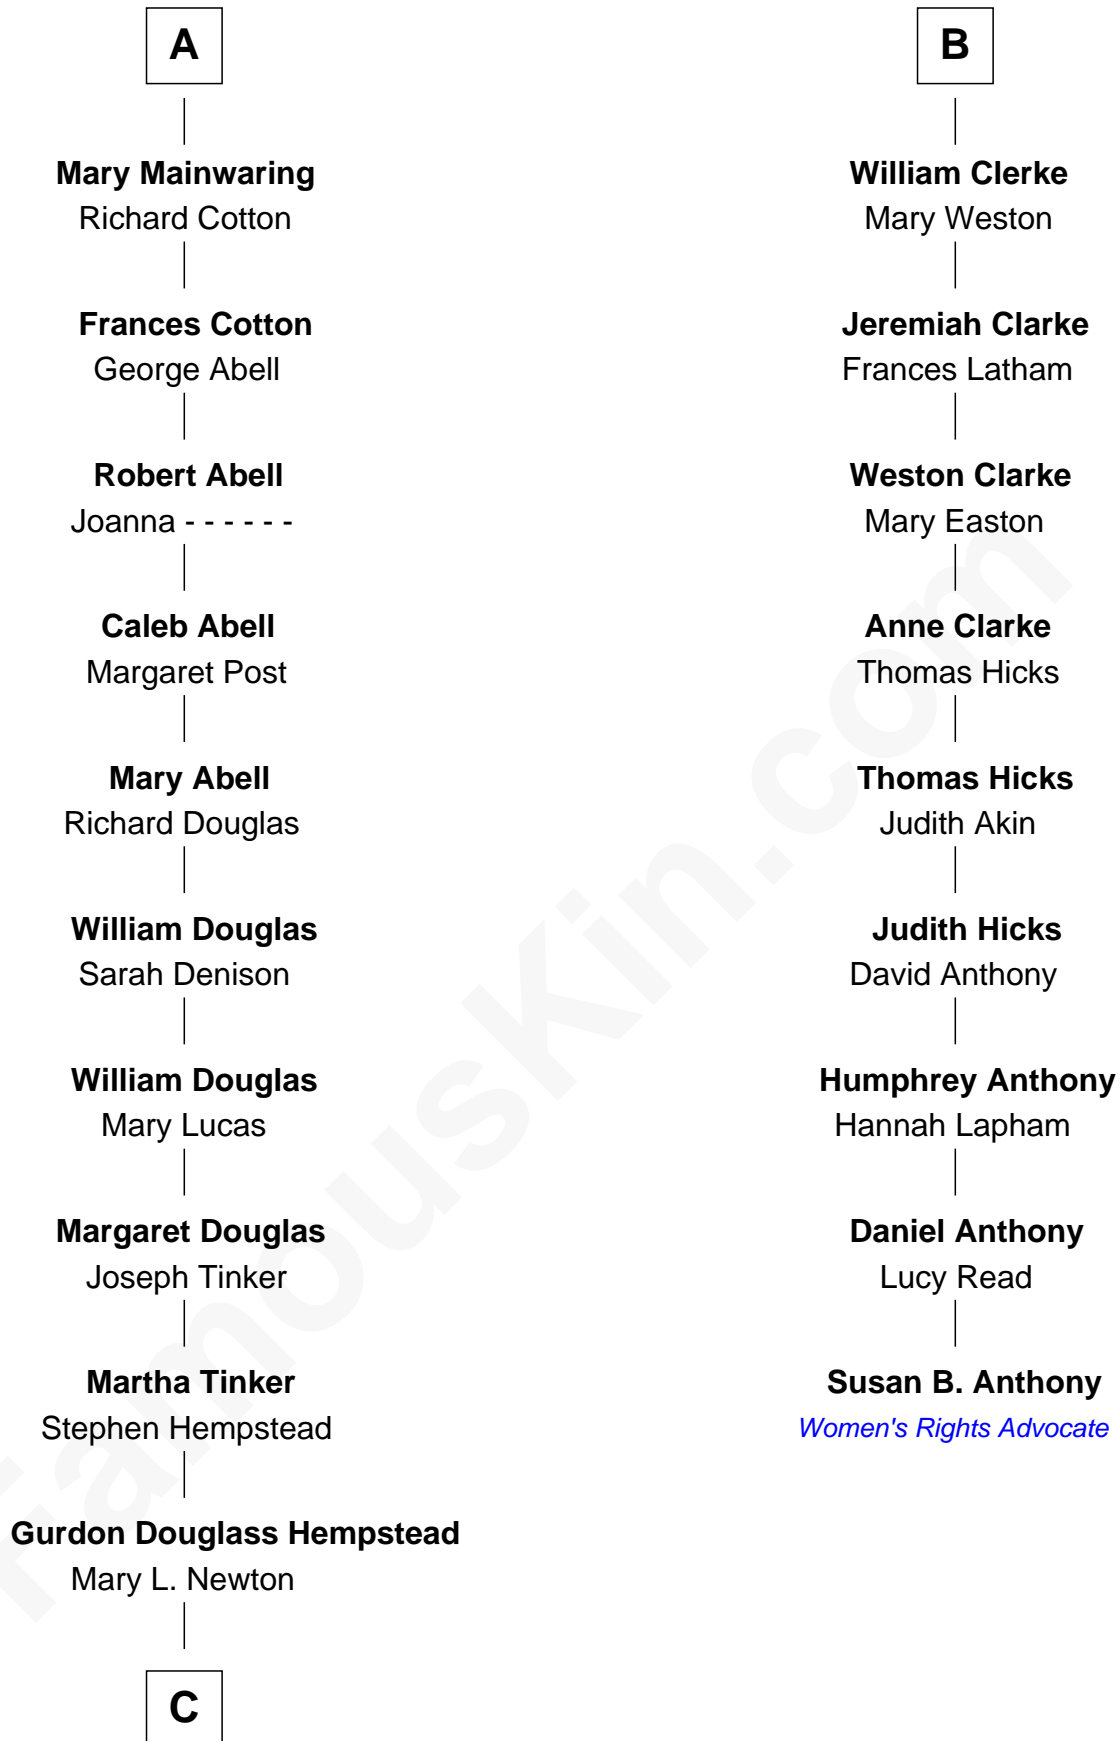 A
Mary Mainwaring
Richard Cotton
Frances Cotton
George Abell
Robert Abell
Joanna - - - - - -
Caleb Abell
Margaret Post
Mary Abell
Richard Douglas
William Douglas
Sarah Denison
William Douglas
Mary Lucas
Margaret Douglas
Joseph Tinker
Martha Tinker
Stephen Hempstead
Gurdon Douglass Hempstead
Mary L. Newton
C
B
William Clerke
Mary Weston
Jeremiah Clarke
Frances Latham
Weston Clarke
Mary Easton
Anne Clarke
Thomas Hicks
Thomas Hicks
Judith Akin
Judith Hicks
David Anthony
Humphrey Anthony
Hannah Lapham
Daniel Anthony
Lucy Read
Susan B. Anthony
Women's Rights Advocate
FamousKin.com